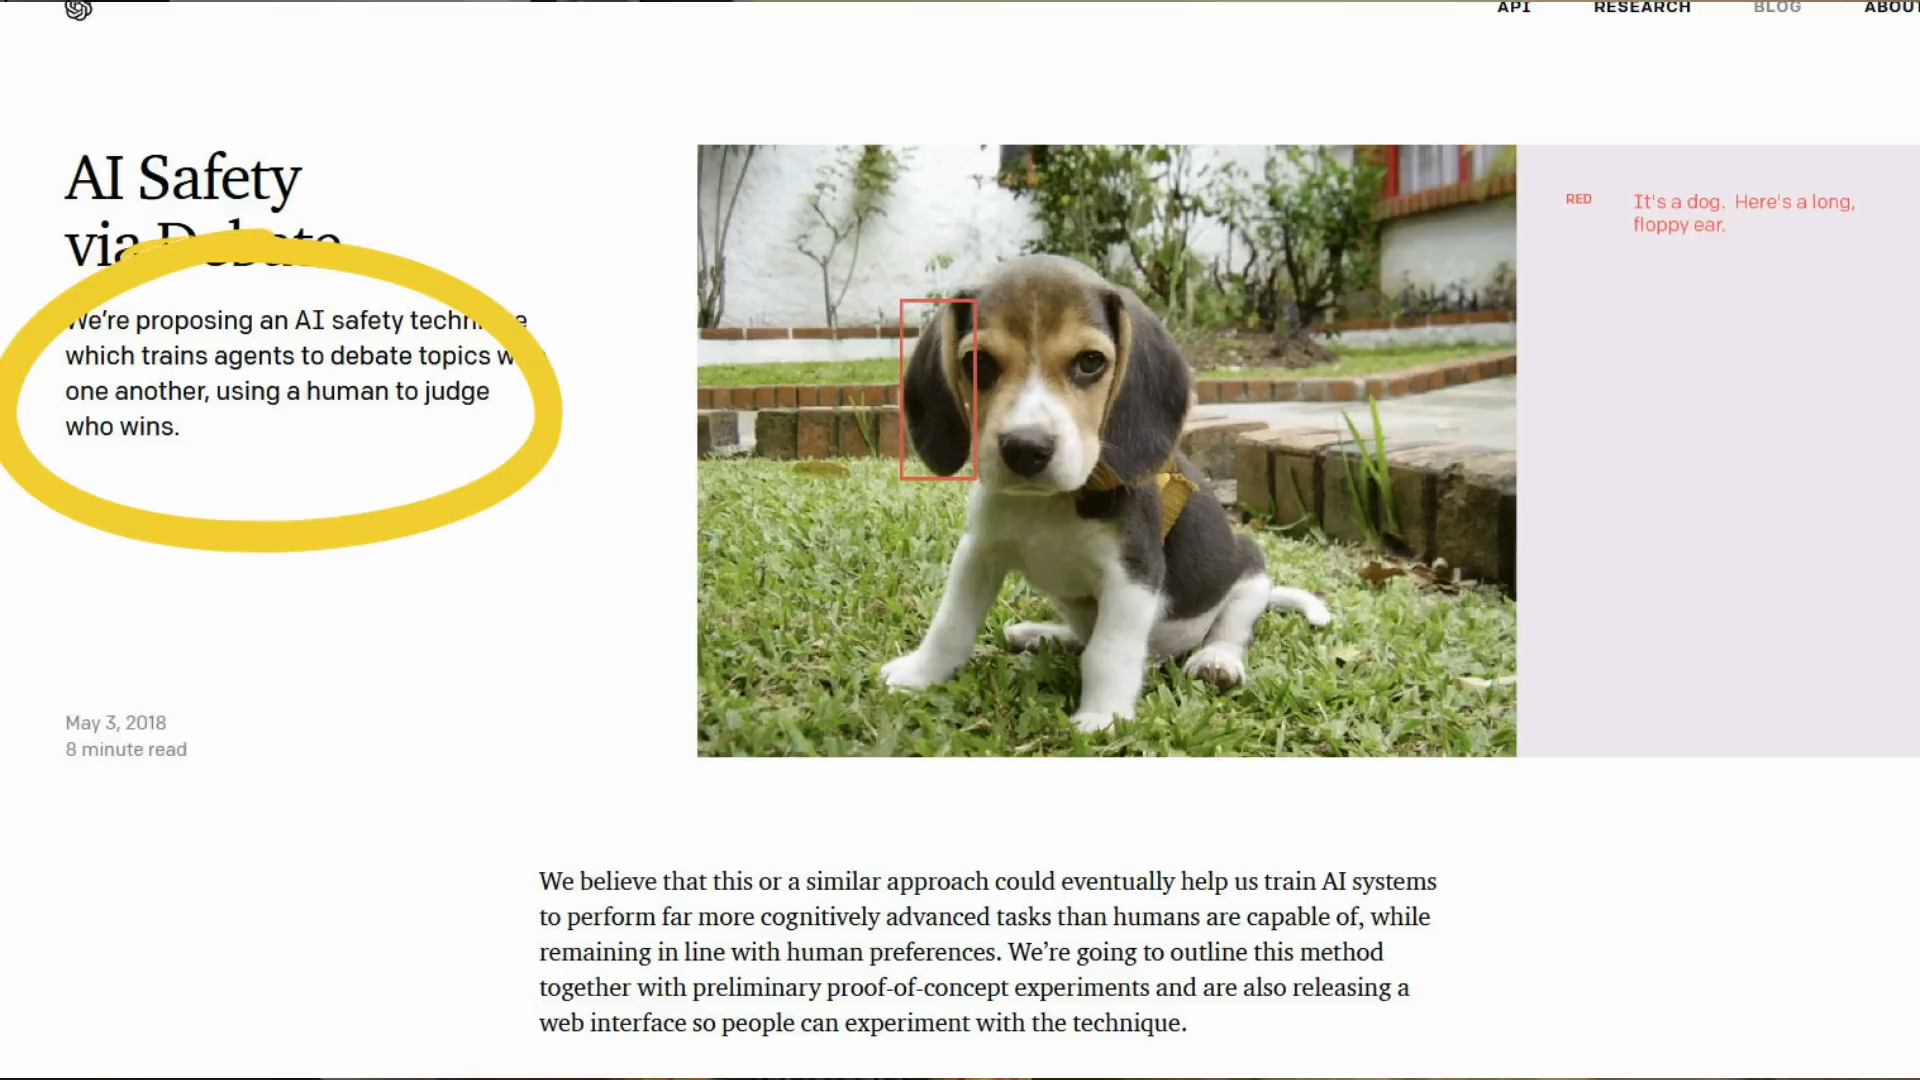 API RESEARCH BLOG ABOUT
AI Safety
via Debate
We're proposing an AI safety technique
which trains agents to debate topics
one another, using a human to judge
who wins.
May 3, 2018
8 minute read
RED It's a dog. Here's a long,
floppy ear.
We believe that this or a similar approach could eventually help us train AI systems
to perform far more cognitively advanced tasks than humans are capable of, while
remaining in line with human preferences. We're going to outline this method
together with preliminary proof-of-concept experiments and are also releasing a
web interface so people can experiment with the technique.